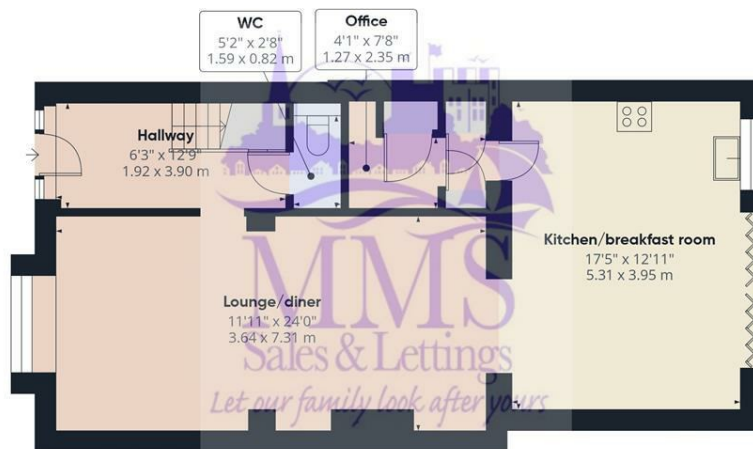 WC
5'2" x 2'8"
1.59 x 0.82 m
Office
4'1" x 7'8"
1.27 x 2.35 m
Hallway
6'3" x 12'9"
1.92 x 3.90 m
Kitchen/breakfast room
17'5" x 12'11"
5.31 x 3.95 m
Lounge/diner
11'11" x 24'0"
3.64 x 7.31 m
MMS
Sales & Lettings
Let our family look after yours